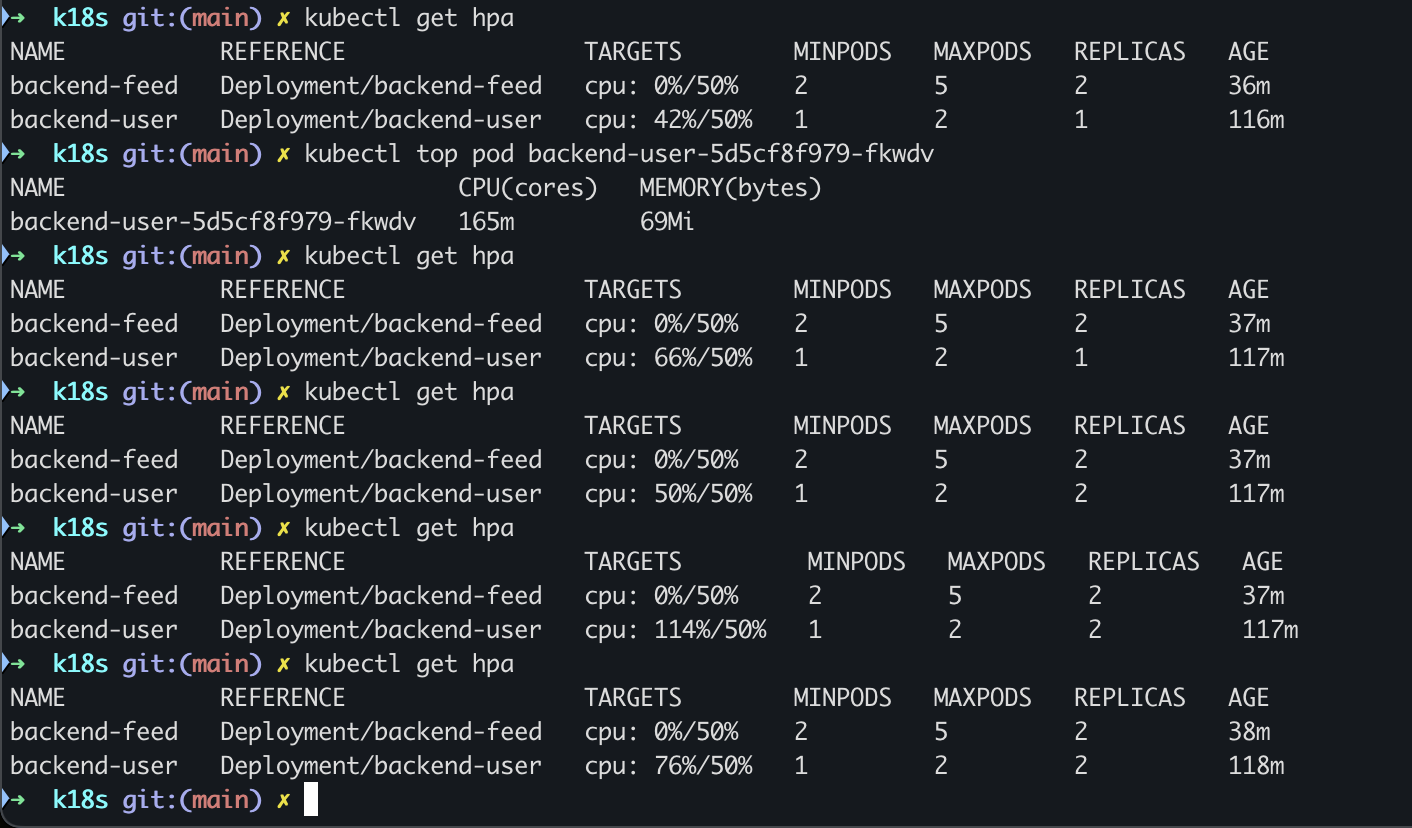 ➜  k18s git:(main) ✗ kubectl get hpa
NAME           REFERENCE                 TARGETS        MINPODS   MAXPODS   REPLICAS   AGE
backend-feed   Deployment/backend-feed   cpu: 0%/50%    2         5         2          36m
backend-user   Deployment/backend-user   cpu: 42%/50%   1         2         1          116m
➜  k18s git:(main) ✗ kubectl top pod backend-user-5d5cf8f979-fkwdv
NAME                            CPU(cores)   MEMORY(bytes)
backend-user-5d5cf8f979-fkwdv   165m         69Mi
➜  k18s git:(main) ✗ kubectl get hpa
NAME           REFERENCE                 TARGETS        MINPODS   MAXPODS   REPLICAS   AGE
backend-feed   Deployment/backend-feed   cpu: 0%/50%    2         5         2          37m
backend-user   Deployment/backend-user   cpu: 66%/50%   1         2         1          117m
➜  k18s git:(main) ✗ kubectl get hpa
NAME           REFERENCE                 TARGETS        MINPODS   MAXPODS   REPLICAS   AGE
backend-feed   Deployment/backend-feed   cpu: 0%/50%    2         5         2          37m
backend-user   Deployment/backend-user   cpu: 50%/50%   1         2         2          117m
➜  k18s git:(main) ✗ kubectl get hpa
NAME           REFERENCE                 TARGETS         MINPODS   MAXPODS   REPLICAS   AGE
backend-feed   Deployment/backend-feed   cpu: 0%/50%     2         5         2          37m
backend-user   Deployment/backend-user   cpu: 114%/50%   1         2         2          117m
➜  k18s git:(main) ✗ kubectl get hpa
NAME           REFERENCE                 TARGETS        MINPODS   MAXPODS   REPLICAS   AGE
backend-feed   Deployment/backend-feed   cpu: 0%/50%    2         5         2          38m
backend-user   Deployment/backend-user   cpu: 76%/50%   1         2         2          118m
➜  k18s git:(main) ✗